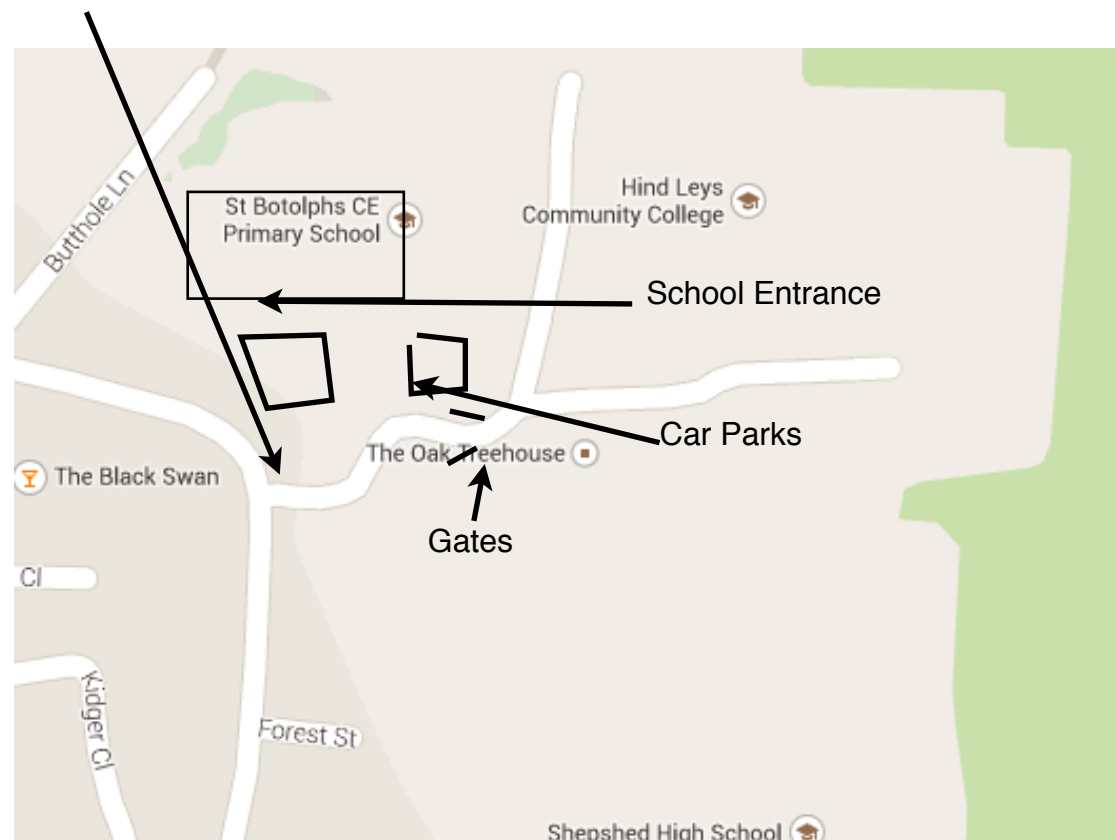 Butthole Ln
St Botolphs CE
Primary School
Hind Leys
Community College
School Entrance
Car Parks
The Oak Treehouse
The Black Swan
Gates
Cl
Kidger Cl
Forest St
Shepshed High School